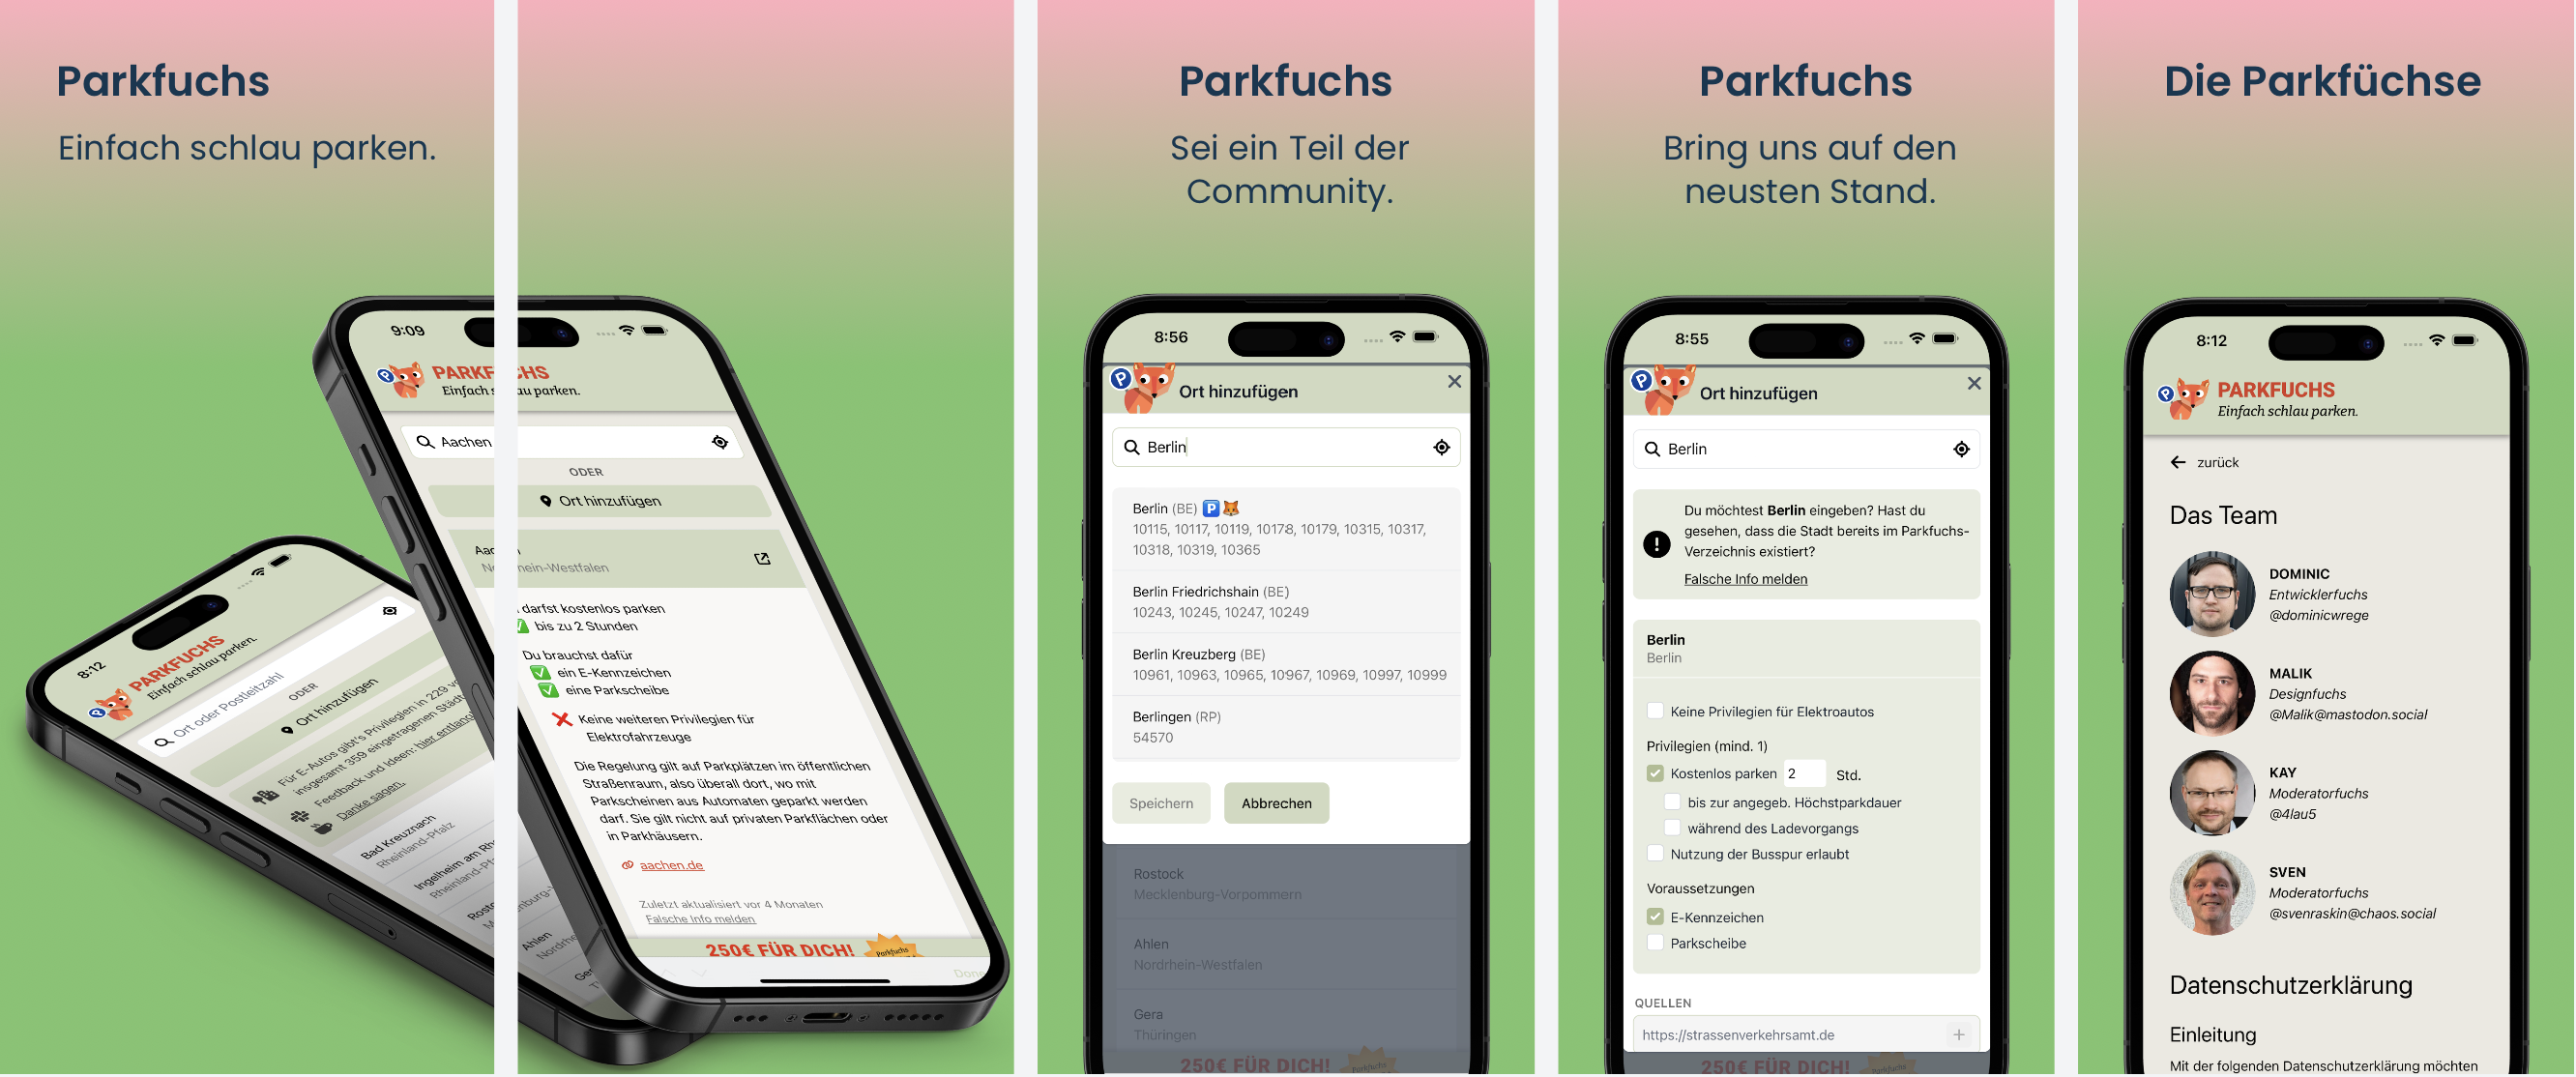 Parkfuchs
Einfach schlau parken.
8:12
PARKFUCHS
Einfach schlau parken.
Ort oder Postleitzahl
ODER
Ort hinzufügen
Für E-Autos gibt's Privilegien in 229 vo
insgesamt 359 eingetragenen Städt
Feedback und Ideen: hier entlang
Danke sagen.
Bad Kreuznach
Rheinland-Pfalz
Ingelheim am Rh
Rheinland-Pfa
Rosto
Ahlen
Nordrhe
9:09
PARKFUCHS
Einfach schlau parken.
Aachen
ODER
Ort hinzufügen
Nordrhein-Westfalen
darfst kostenlos parken
bis zu 2 Stunden
Du brauchst dafür
ein E-Kennzeichen
eine Parkscheibe
Keine weiteren Privilegien für
Elektrofahrzeuge
Die Regelung gilt auf Parkplätzen im öffentlichen
Straßenraum, also überall dort, wo mit
Parkscheinen aus Automaten geparkt werden
darf. Sie gilt nicht auf privaten Parkflächen oder
in Parkhäusern.
aachen.de
Zuletzt aktualisiert vor 4 Monaten
Falsche Info melden
250€ FÜR DICH!
Parkfuchs
Done
Parkfuchs
Sei ein Teil der
Community.
8:56
P
Ort hinzufügen
Berlin
Berlin (BE) 🅿️🦊
10115, 10117, 10119, 10178, 10179, 10315, 10317,
10318, 10319, 10365
Berlin Friedrichshain (BE)
10243, 10245, 10247, 10249
Berlin Kreuzberg (BE)
10961, 10963, 10965, 10967, 10969, 10997, 10999
Berlingen (RP)
54570
Speichern Abbrechen
Rostock
Mecklenburg-Vorpommern
Ahlen
Nordrhein-Westfalen
Gera
Thüringen
250€ FÜR DICH!
Parkfuchs
Parkfuchs
Bring uns auf den
neusten Stand.
8:55
P
Ort hinzufügen
Berlin
Du möchtest Berlin eingeben? Hast du
gesehen, dass die Stadt bereits im Parkfuchs-
Verzeichnis existiert?
Falsche Info melden
Berlin
Berlin
Keine Privilegien für Elektroautos
Privilegien (mind. 1)
Kostenlos parken 2 Std.
bis zur angegeb. Höchstparkdauer
während des Ladevorgangs
Nutzung der Busspur erlaubt
Voraussetzungen
E-Kennzeichen
Parkscheibe
QUELLEN
https://strassenverkehrsamt.de
250€ FÜR DICH!
Die Parkfüchse
8:12
P
PARKFUCHS
Einfach schlau parken.
zurück
Das Team
DOMINIC
Entwicklerfuchs
@dominicwrege
MALIK
Designfuchs
@Malik@mastodon.social
KAY
Moderatorfuchs
@4lau5
SVEN
Moderatorfuchs
@svenraskin@chaos.social
Datenschutzerklärung
Einleitung
Mit der folgenden Datenschutzerklärung möchten